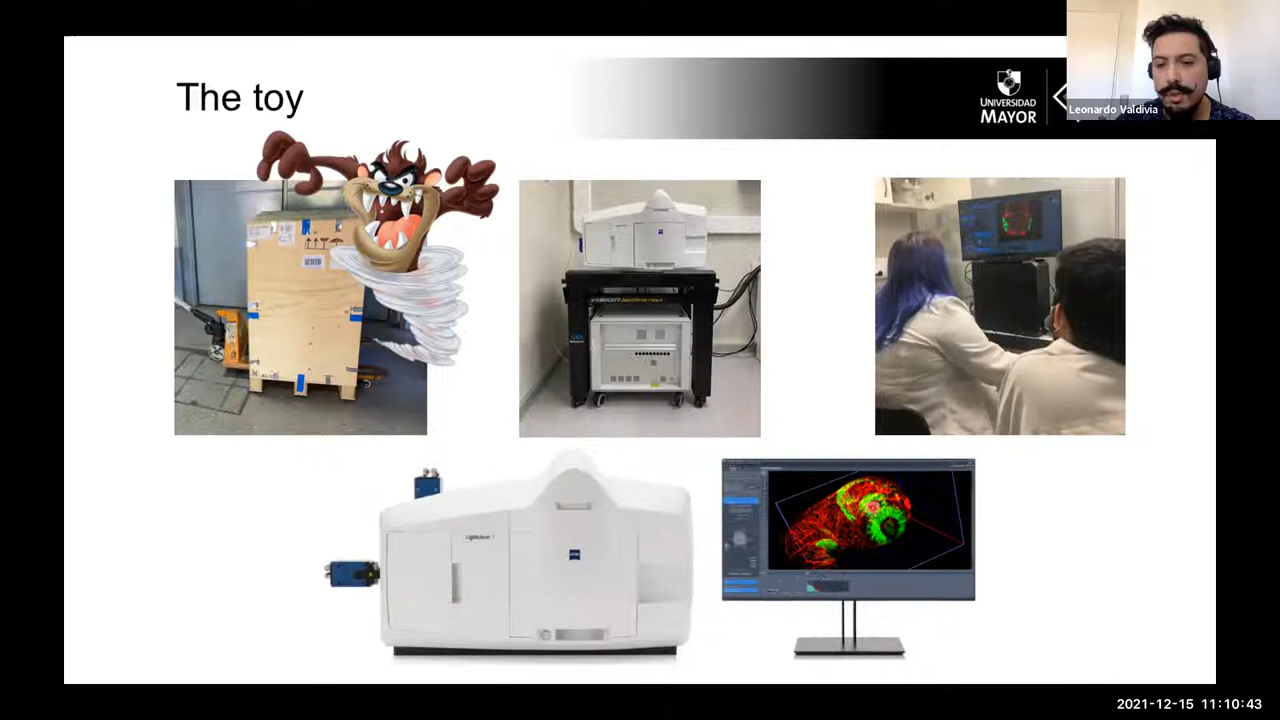 The toy
UNIVERSIDAD
MAYOR
Leonardo Valdivia
Lightsheet 7
ZEISS
2021-12-15 11:10:43